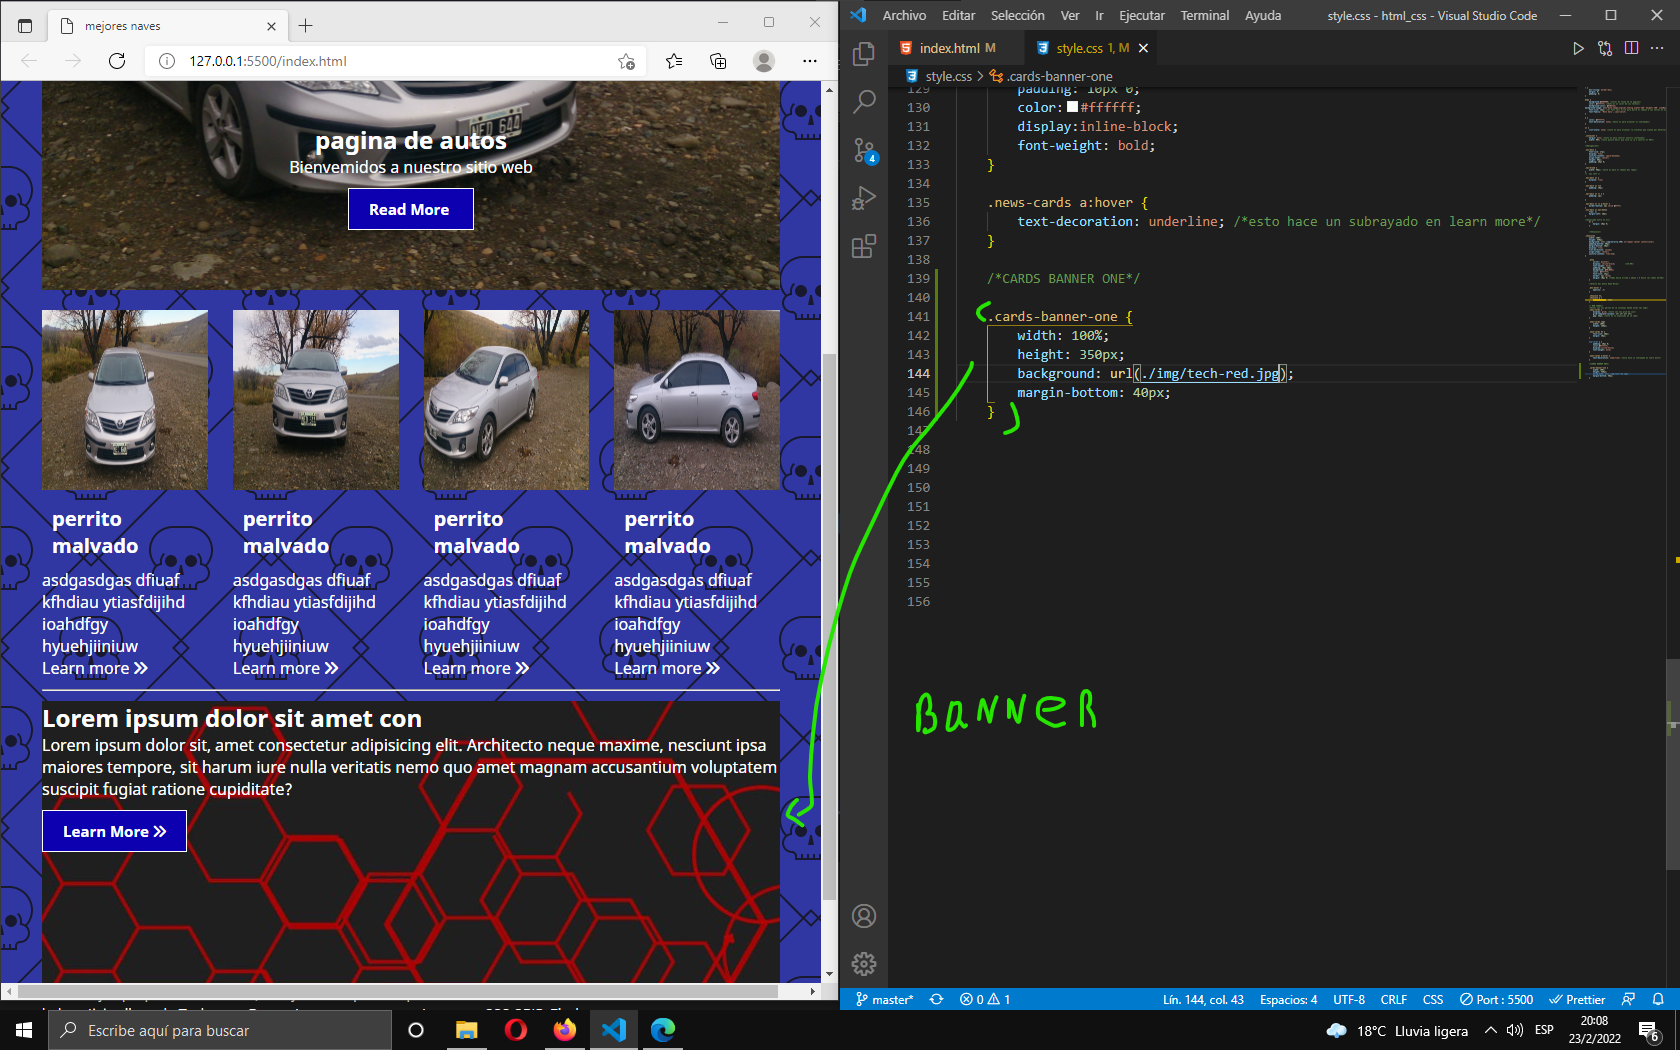 mejores naves
127.0.0.1:5500/index.html
NFD 644
pagina de autos
Bienvenidos a nuestro sitio web
Read More
perrito
malvado
perrito
malvado
perrito
malvado
perrito
malvado
asdgasdgas dfiuaf
kfhdiau ytiasfdijihd
ioahdfgy
hyuehjiiniuw
Learn more
asdgasdgas dfiuaf
kfhdiau ytiasfdijihd
ioahdfgy
hyuehjiiniuw
Learn more
asdgasdgas dfiuaf
kfhdiau ytiasfdijihd
ioahdfgy
hyuehjiiniuw
Learn more
asdgasdgas dfiuaf
kfhdiau ytiasfdijihd
ioahdfgy
hyuehjiiniuw
Learn more
Lorem ipsum dolor sit amet con
Lorem ipsum dolor sit, amet consectetur adipisicing elit. Architecto neque maxime, nesciunt ipsa
maiores tempore, sit harum iure nulla veritatis nemo quo amet magnam accusantium voluptatem
suscipit fugiat ratione cupiditate?
Learn More
Archivo Editar Selección Ver Ir Ejecutar Terminal Ayuda style.css - html_css - Visual Studio Code
index.html M style.css 1, M
style.css > .cards-banner-one
4
129 padding: 10px 0;
130 color: #ffffff;
131 display:inline-block;
132 font-weight: bold;
133 }
134
135 .news-cards a:hover {
136 text-decoration: underline; /*esto hace un subrayado en learn more*/
137 }
138
139 /*CARDS BANNER ONE*/
140
141 .cards-banner-one {
142 width: 100%;
143 height: 350px;
144 background: url(./img/tech-red.jpg);
145 margin-bottom: 40px;
146 }
147
148
149
150
151
152
153
154
155
156
BANNeR
master* 0 1 Lín. 144, col. 43 Espacios: 4 UTF-8 CRLF CSS Port : 5500 Prettier
Escribe aquí para buscar
18°C Lluvia ligera ESP 20:08
23/2/2022
6